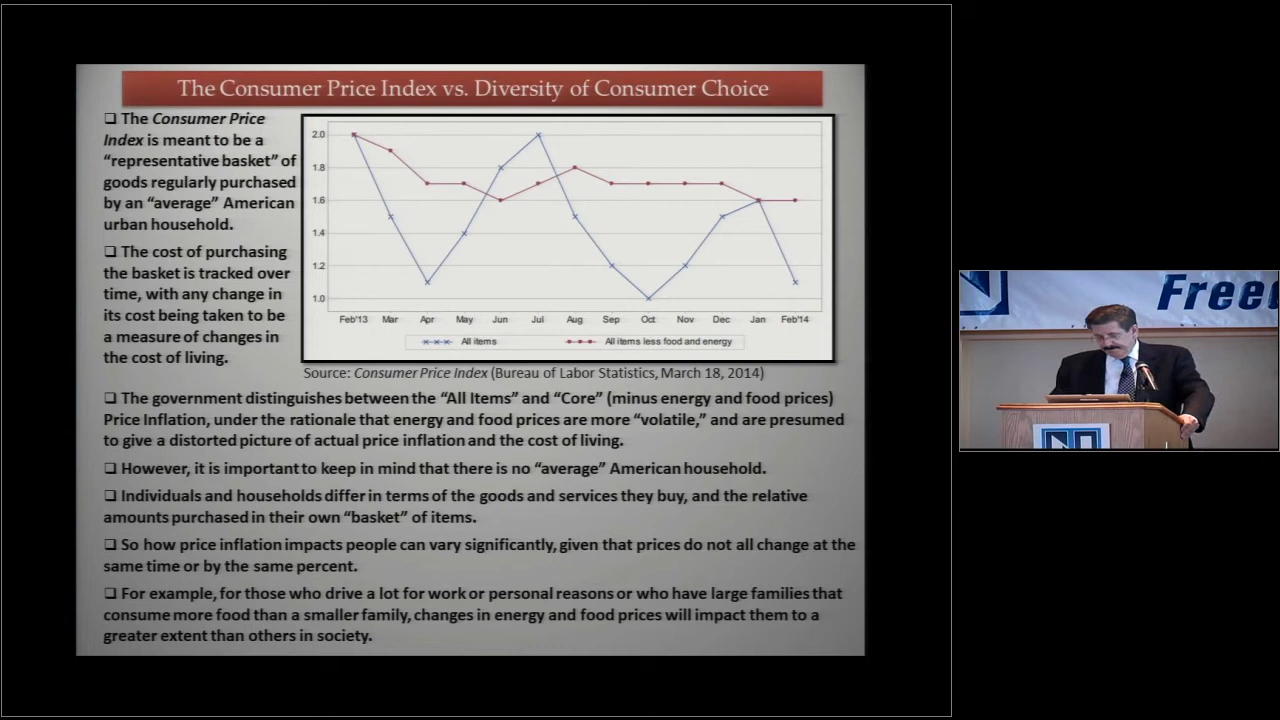 The Consumer Price Index vs. Diversity of Consumer Choice
❑ The Consumer Price
Index is meant to be a
“representative basket” of
goods regularly purchased
by an “average” American
urban household.
❑ The cost of purchasing
the basket is tracked over
time, with any change in
its cost being taken to be
a measure of changes in
the cost of living.
2.0
1.8
1.6
1.4
1.2
1.0
Feb'13 Mar Apr May Jun Jul Aug Sep Oct Nov Dec Jan Feb'14
All items All items less food and energy
Source: Consumer Price Index (Bureau of Labor Statistics, March 18, 2014)
❑ The government distinguishes between the “All Items” and “Core” (minus energy and food prices)
Price Inflation, under the rationale that energy and food prices are more “volatile,” and are presumed
to give a distorted picture of actual price inflation and the cost of living.
❑ However, it is important to keep in mind that there is no “average” American household.
❑ Individuals and households differ in terms of the goods and services they buy, and the relative
amounts purchased in their own “basket” of items.
❑ So how price inflation impacts people can vary significantly, given that prices do not all change at the
same time or by the same percent.
❑ For example, for those who drive a lot for work or personal reasons or who have large families that
consume more food than a smaller family, changes in energy and food prices will impact them to a
greater extent than others in society.
Free